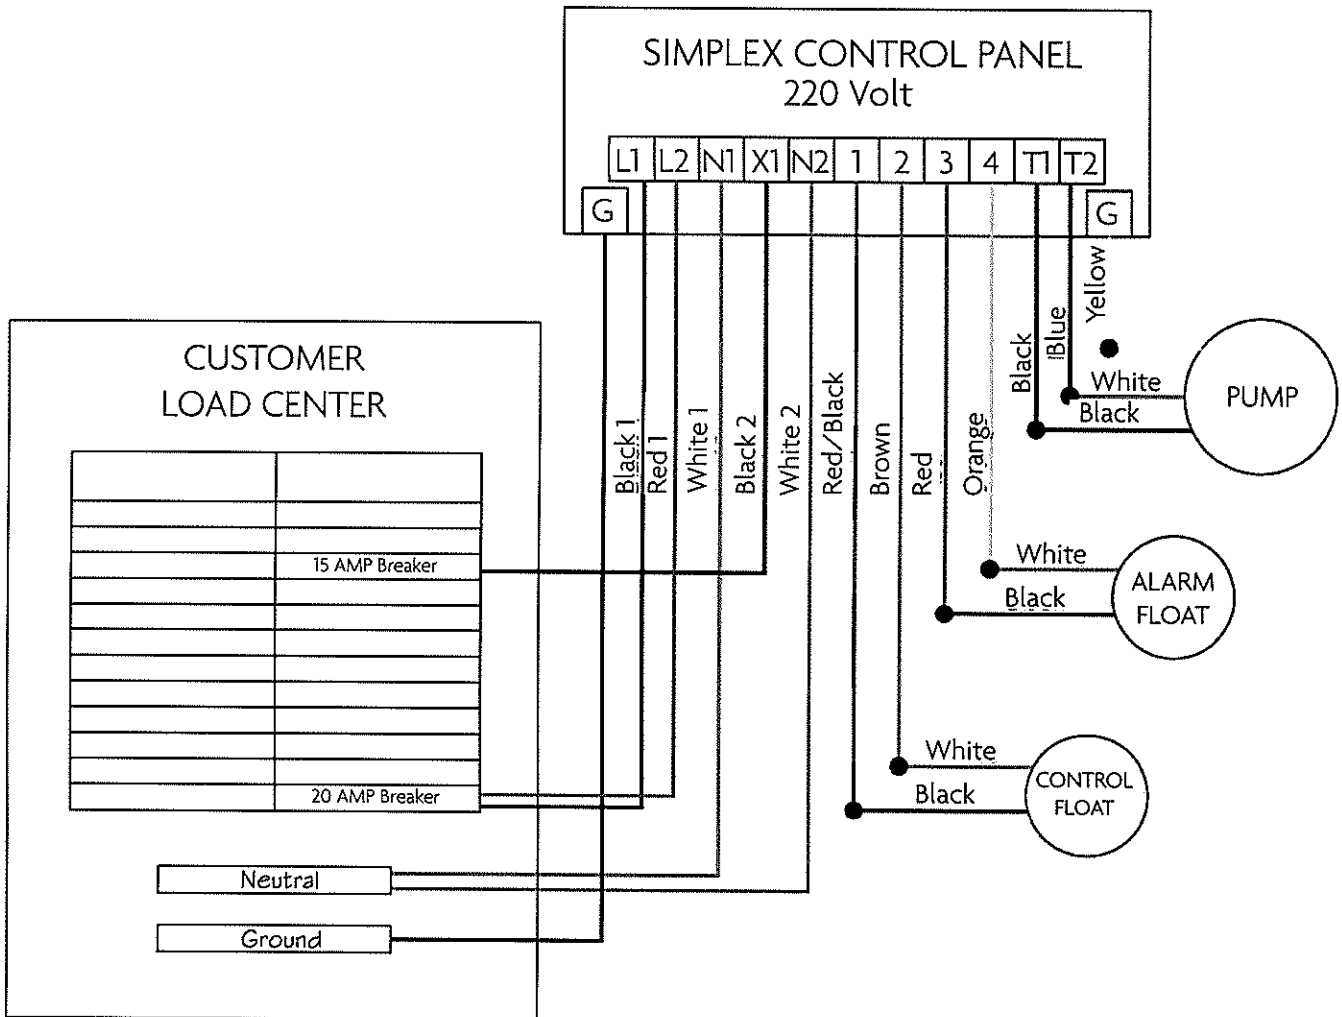 SIMPLEX CONTROL PANEL
220 Volt
L1 L2 N1 X1 N2 1 2 3 4 T1 T2
G
G
Yellow
Blue
Black
White
Black
PUMP
CUSTOMER
LOAD CENTER
Black 1
Red 1
White 1
Black 2
White 2
Red/Black
Brown
Red
Orange
15 AMP Breaker
White
Black
ALARM
FLOAT
White
Black
CONTROL
FLOAT
20 AMP Breaker
Neutral
Ground